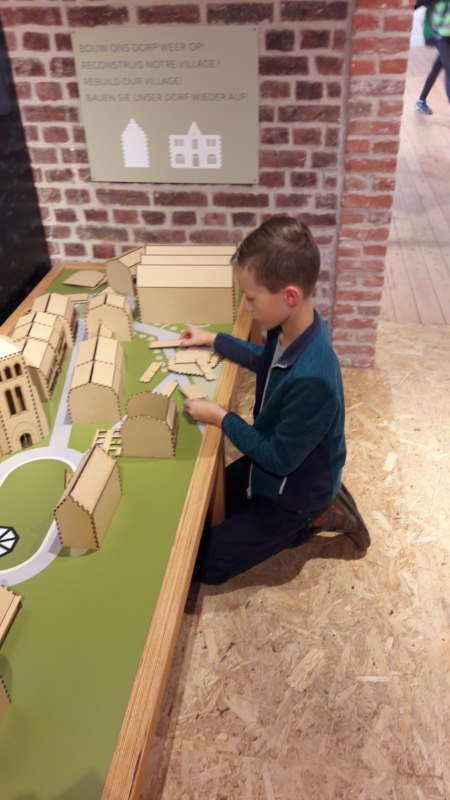 BOUW ONS DORP WEER OP!
RECONSTRUIS NOTRE VILLAGE !
REBUILD OUR VILLAGE!
BAUEN SIE UNSER DORF WIEDER AUF!